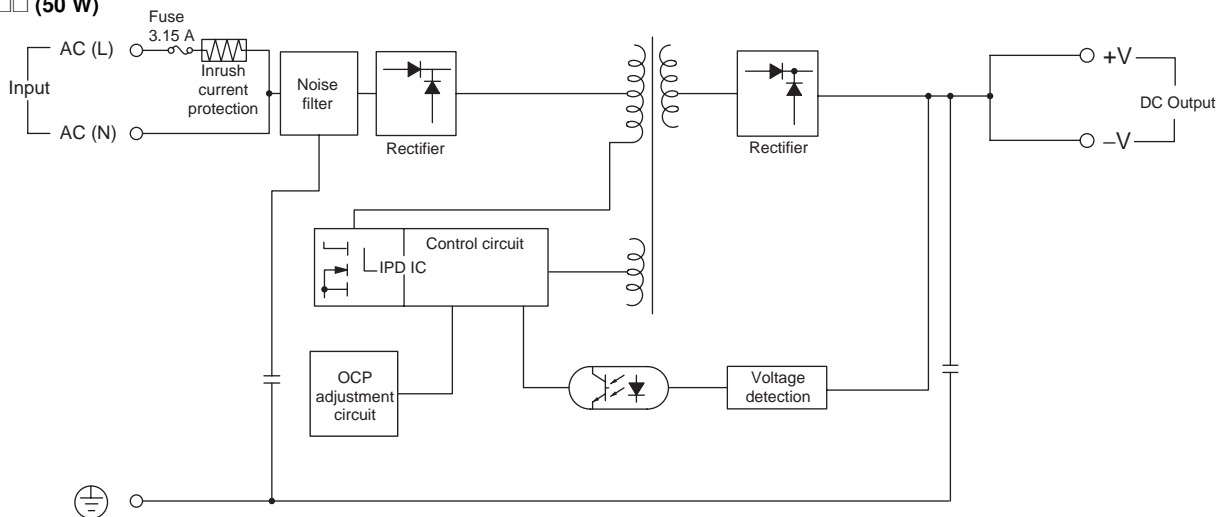 (50 W)
Fuse
3.15 A
AC (L)
Input
AC (N)
Inrush
current
protection
Noise
filter
Rectifier
Rectifier
+V
DC Output
–V
Control circuit
IPD IC
OCP
adjustment
circuit
Voltage
detection